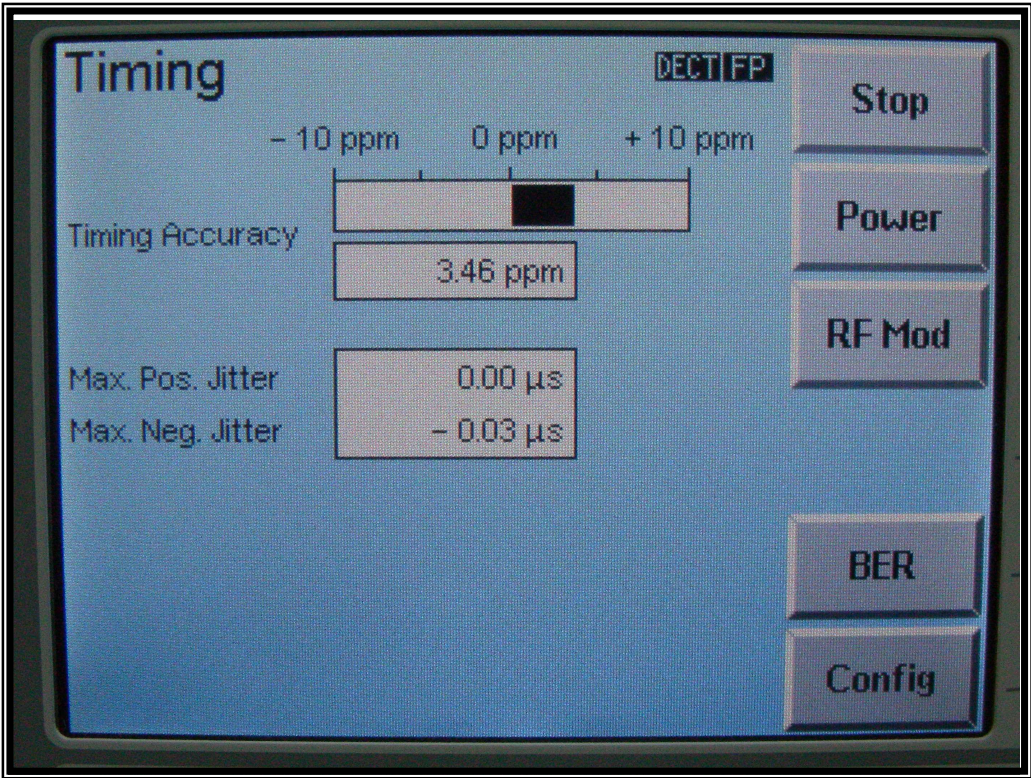 Timing
DECT FP
Stop
– 10 ppm 0 ppm + 10 ppm
Power
Timing Accuracy
3.46 ppm
RF Mod
Max. Pos. Jitter 0.00 µs
Max. Neg. Jitter – 0.03 µs
BER
Config